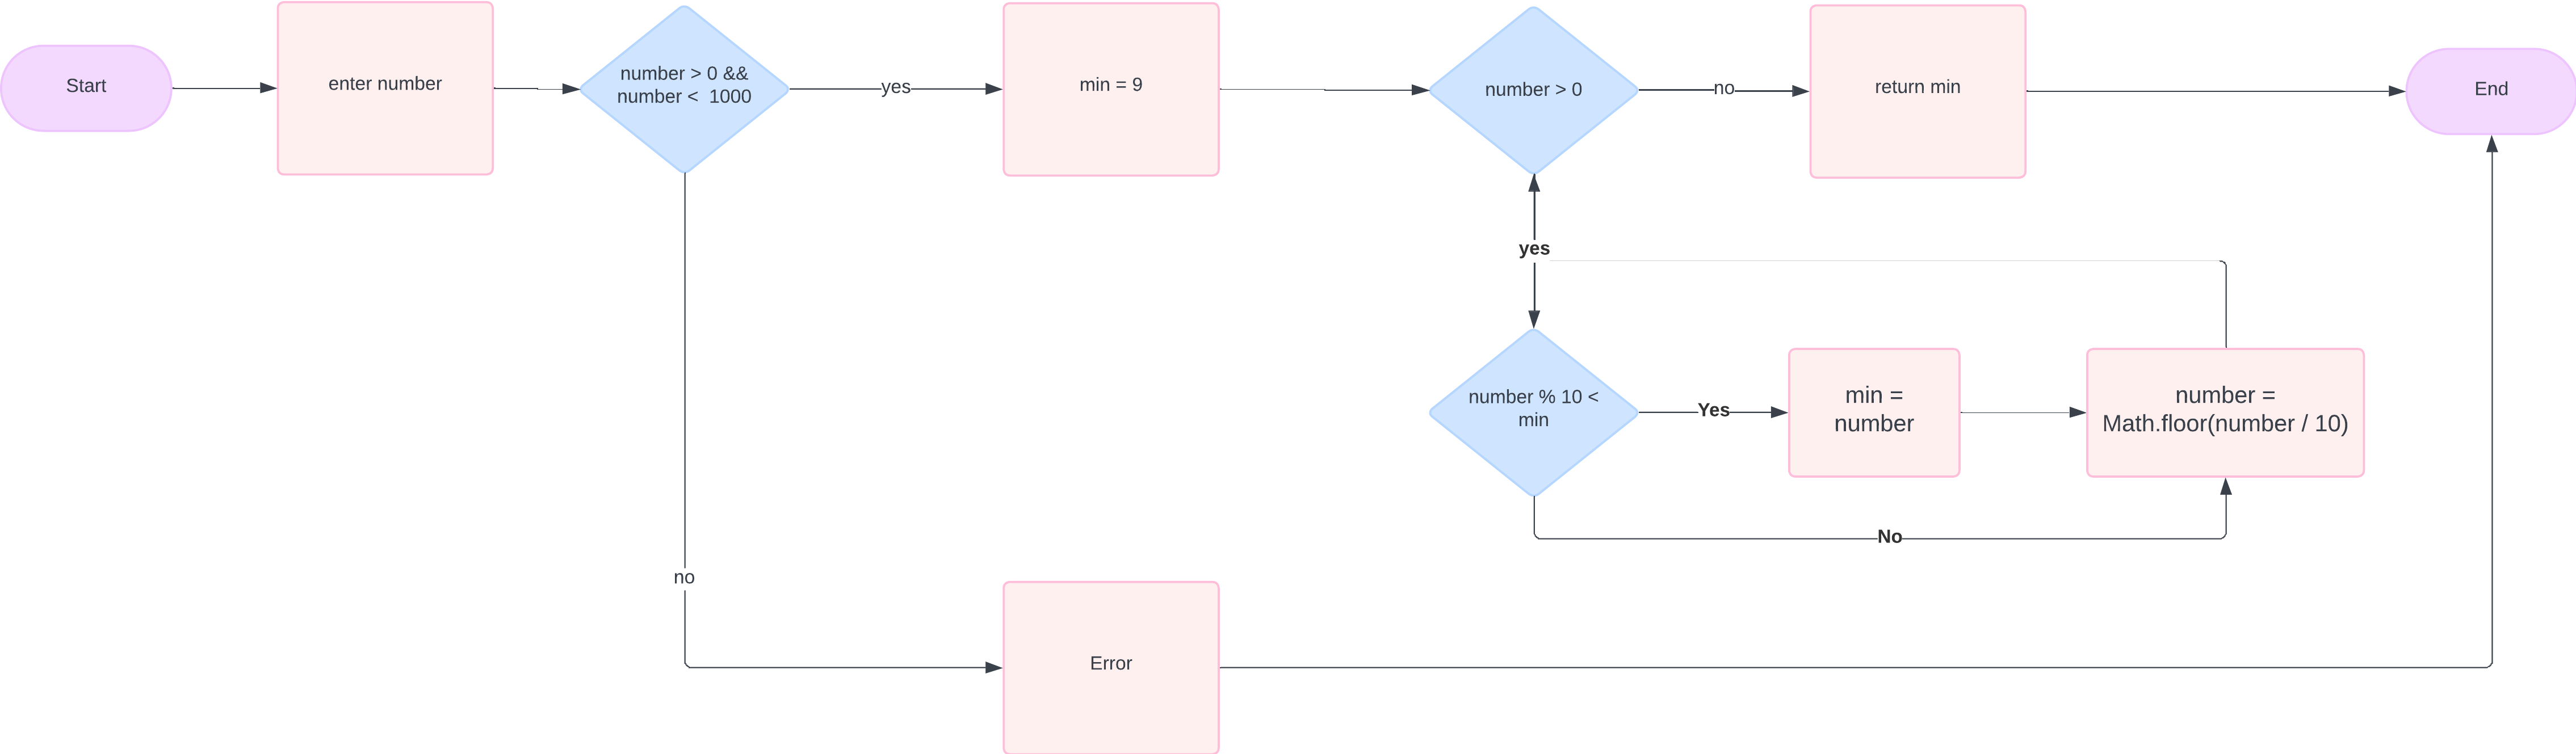 Start
enter number
number > 0 &&
number < 1000
yes
min = 9
number > 0
no
return min
End
yes
number % 10 <
min
Yes
min =
number
number =
Math.floor(number / 10)
No
no
Error